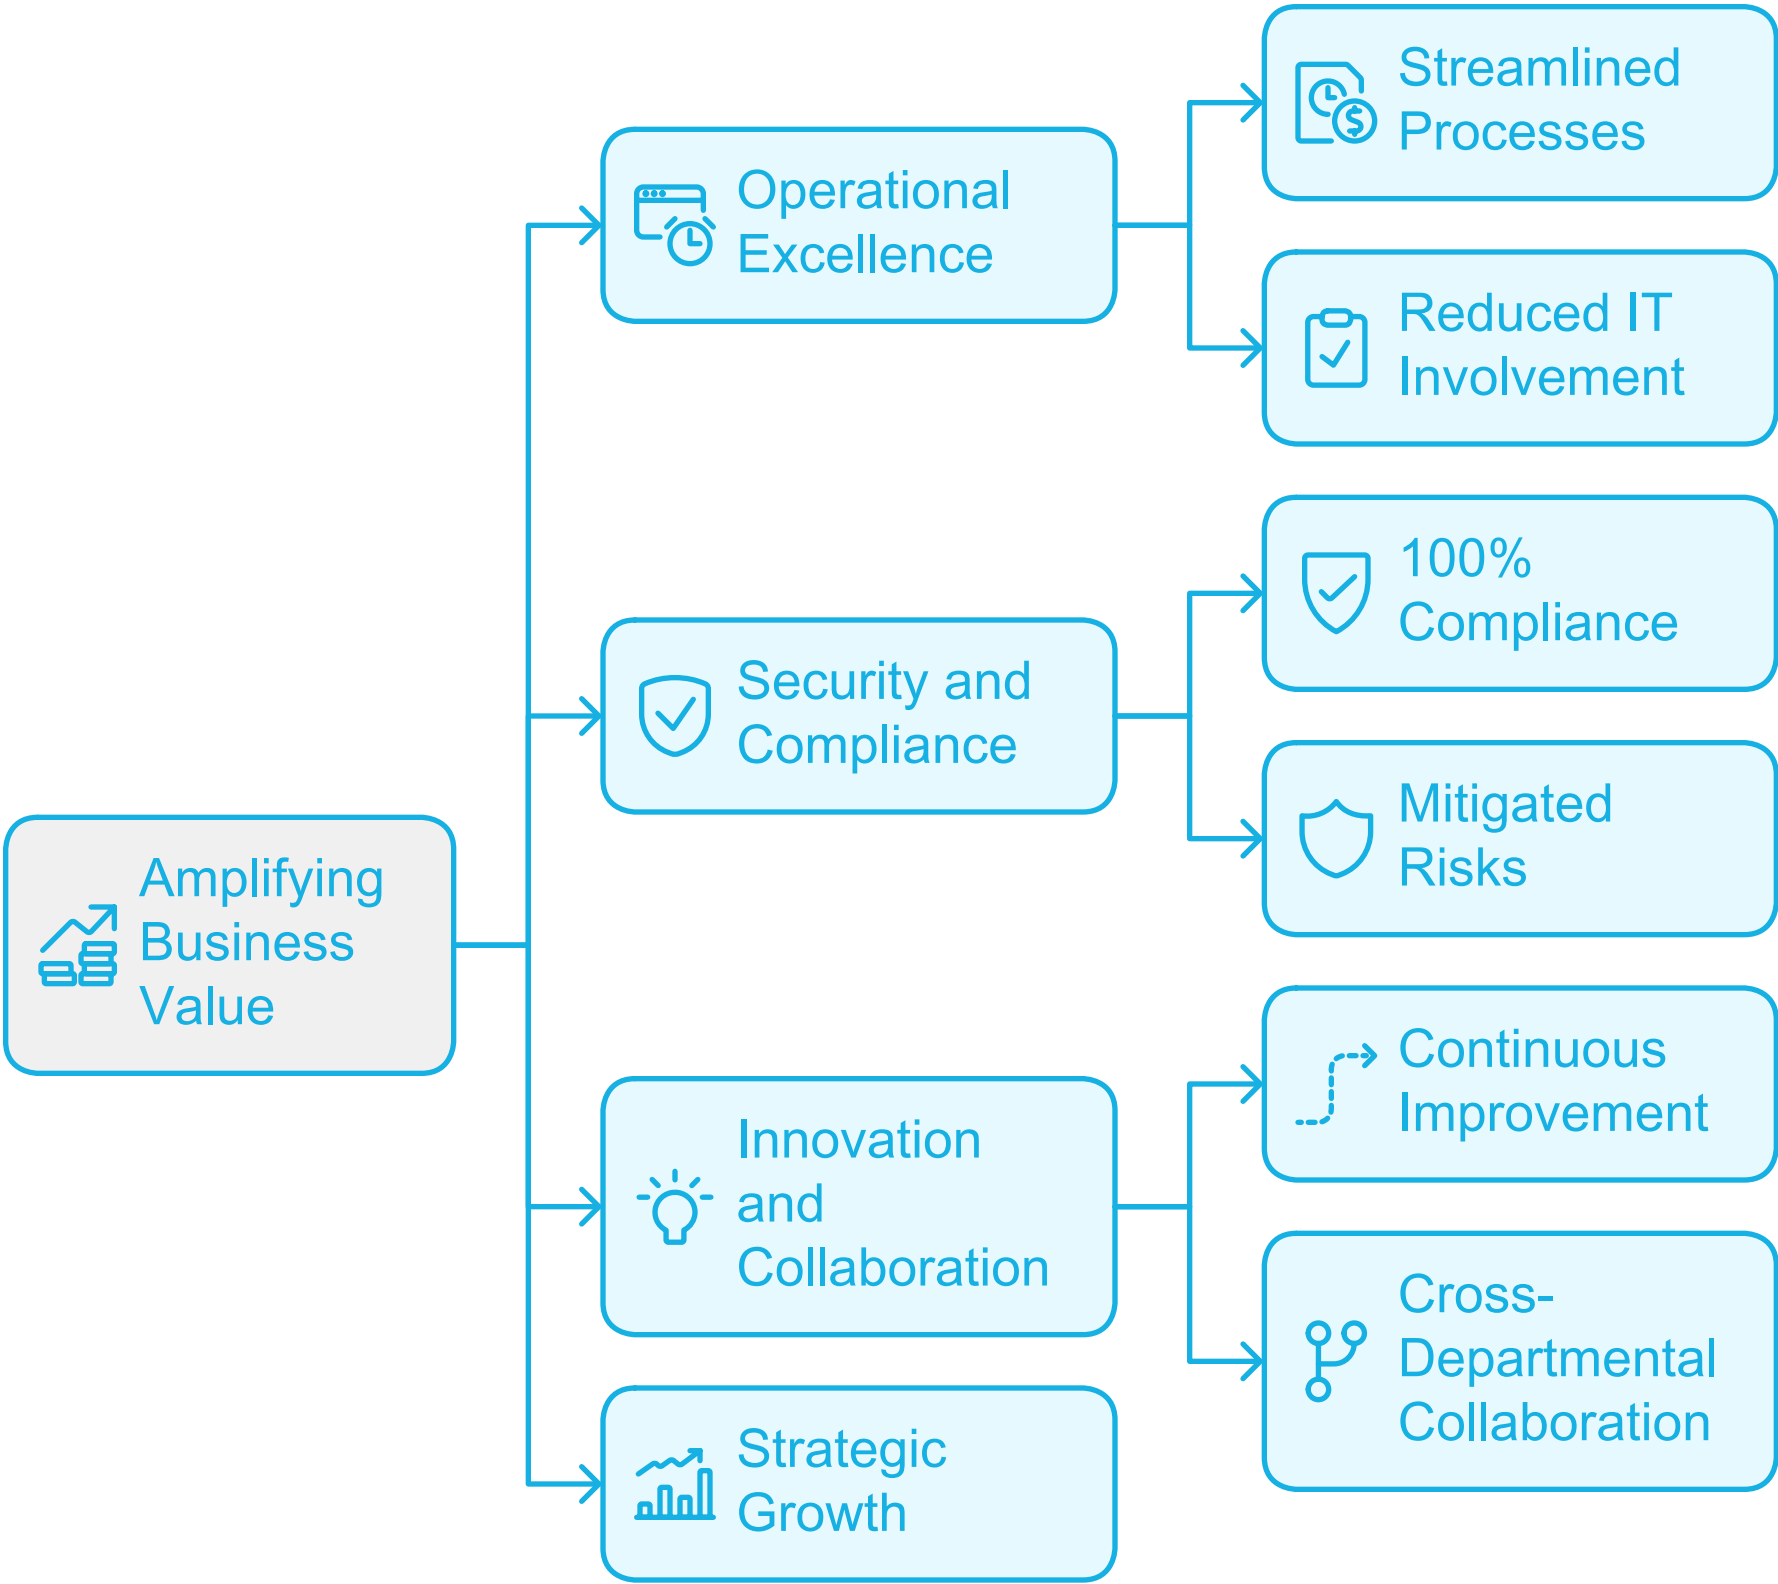 Amplifying
Business
Value
Operational
Excellence
Streamlined
Processes
Reduced IT
Involvement
Security and
Compliance
100%
Compliance
Mitigated
Risks
Innovation
and
Collaboration
Continuous
Improvement
Cross-
Departmental
Collaboration
Strategic
Growth